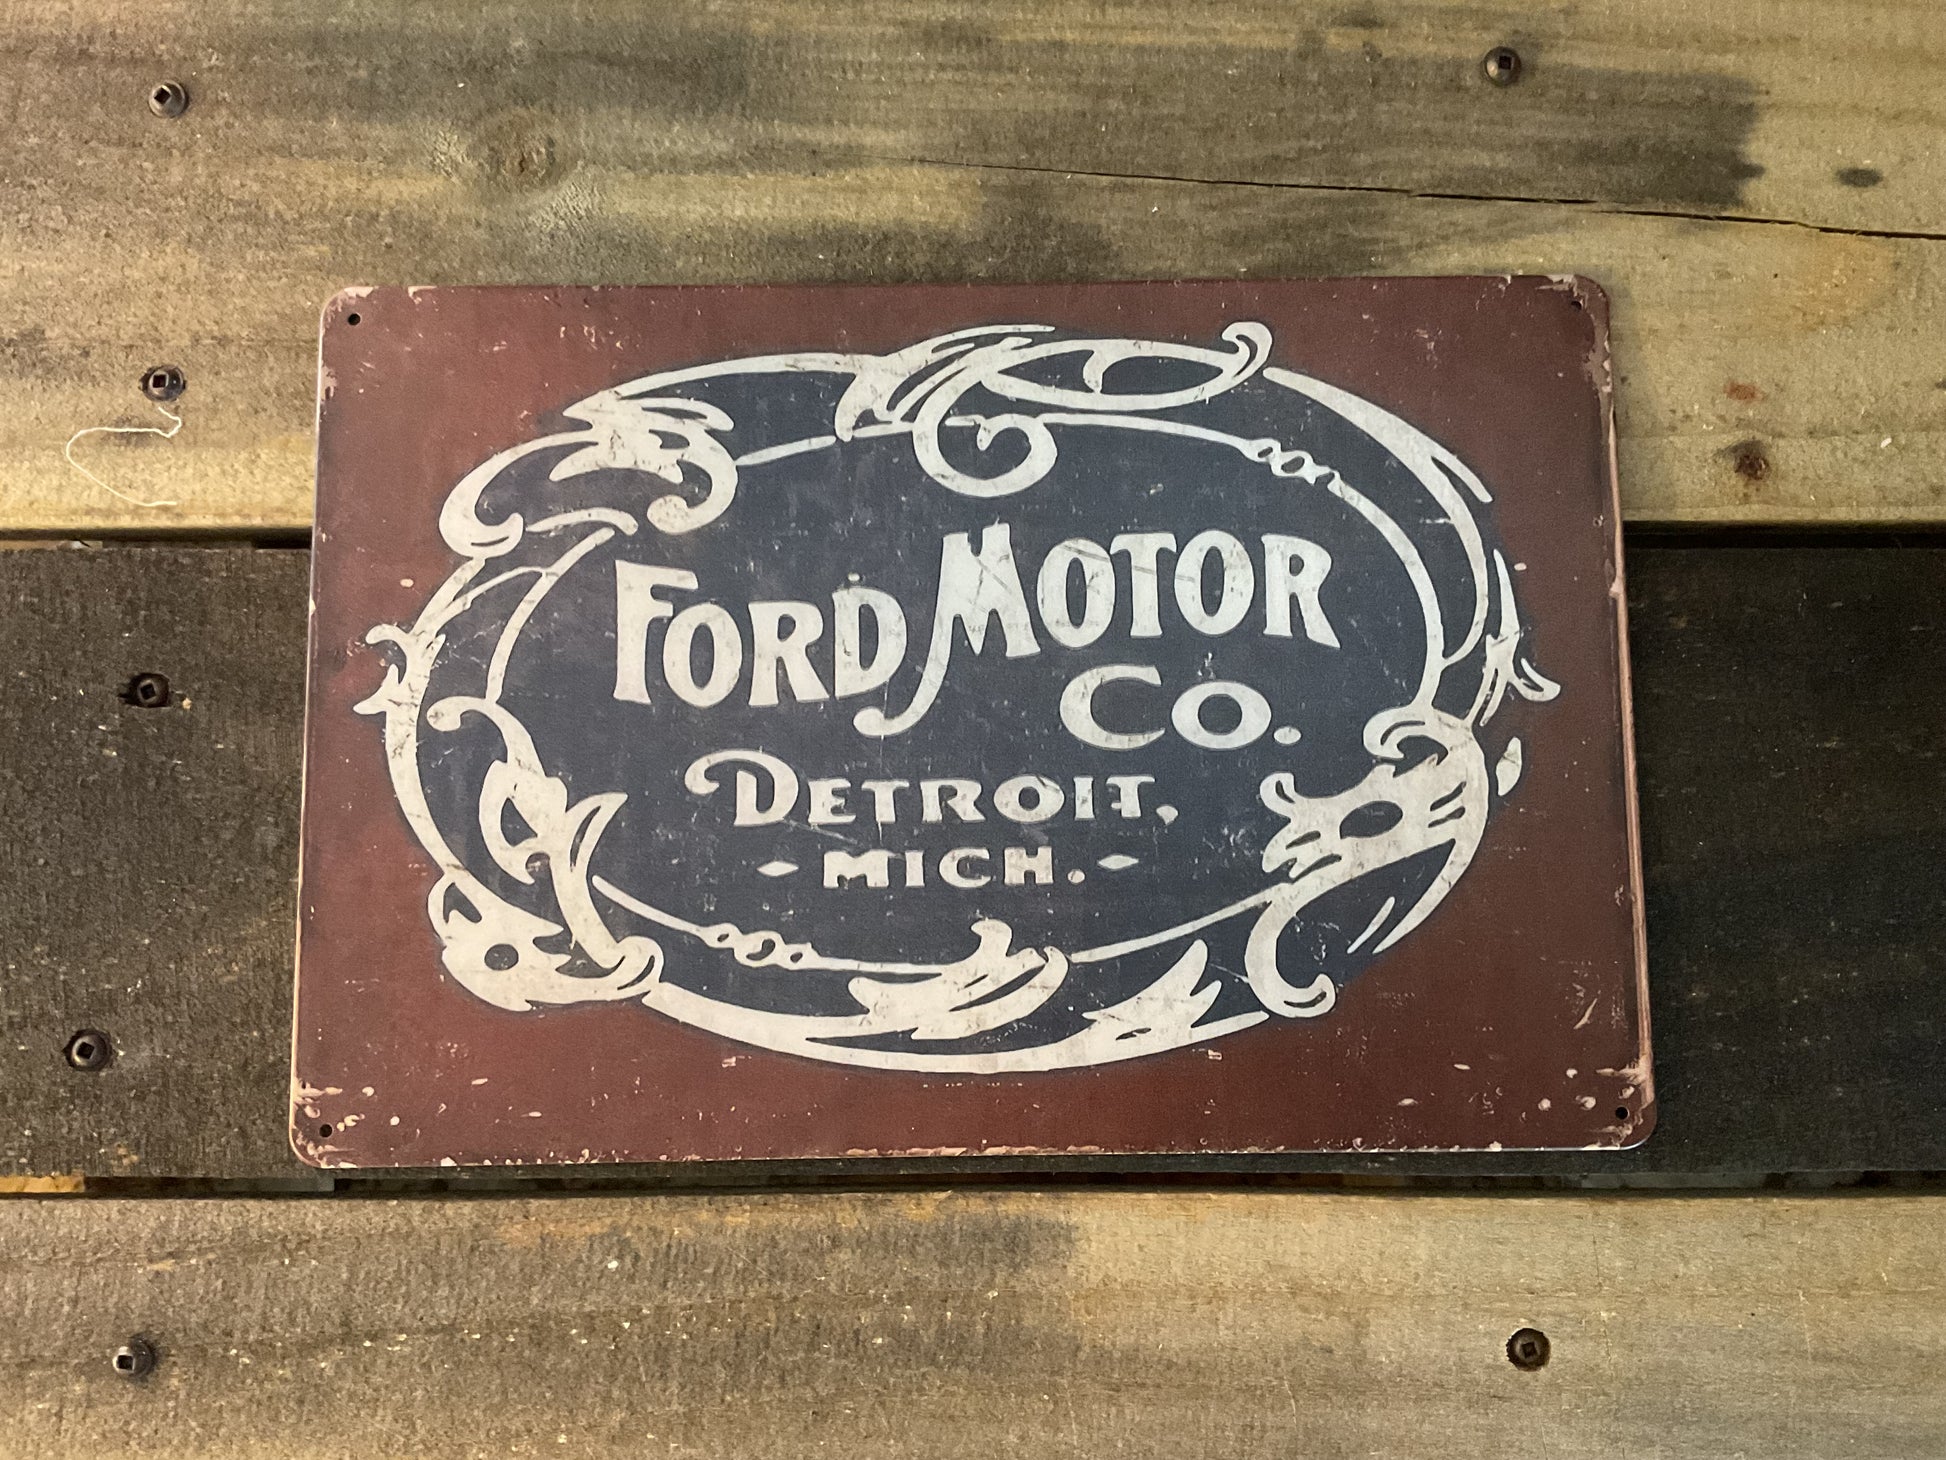 FORD MOTOR
CO.
DETROIT,
MICH.